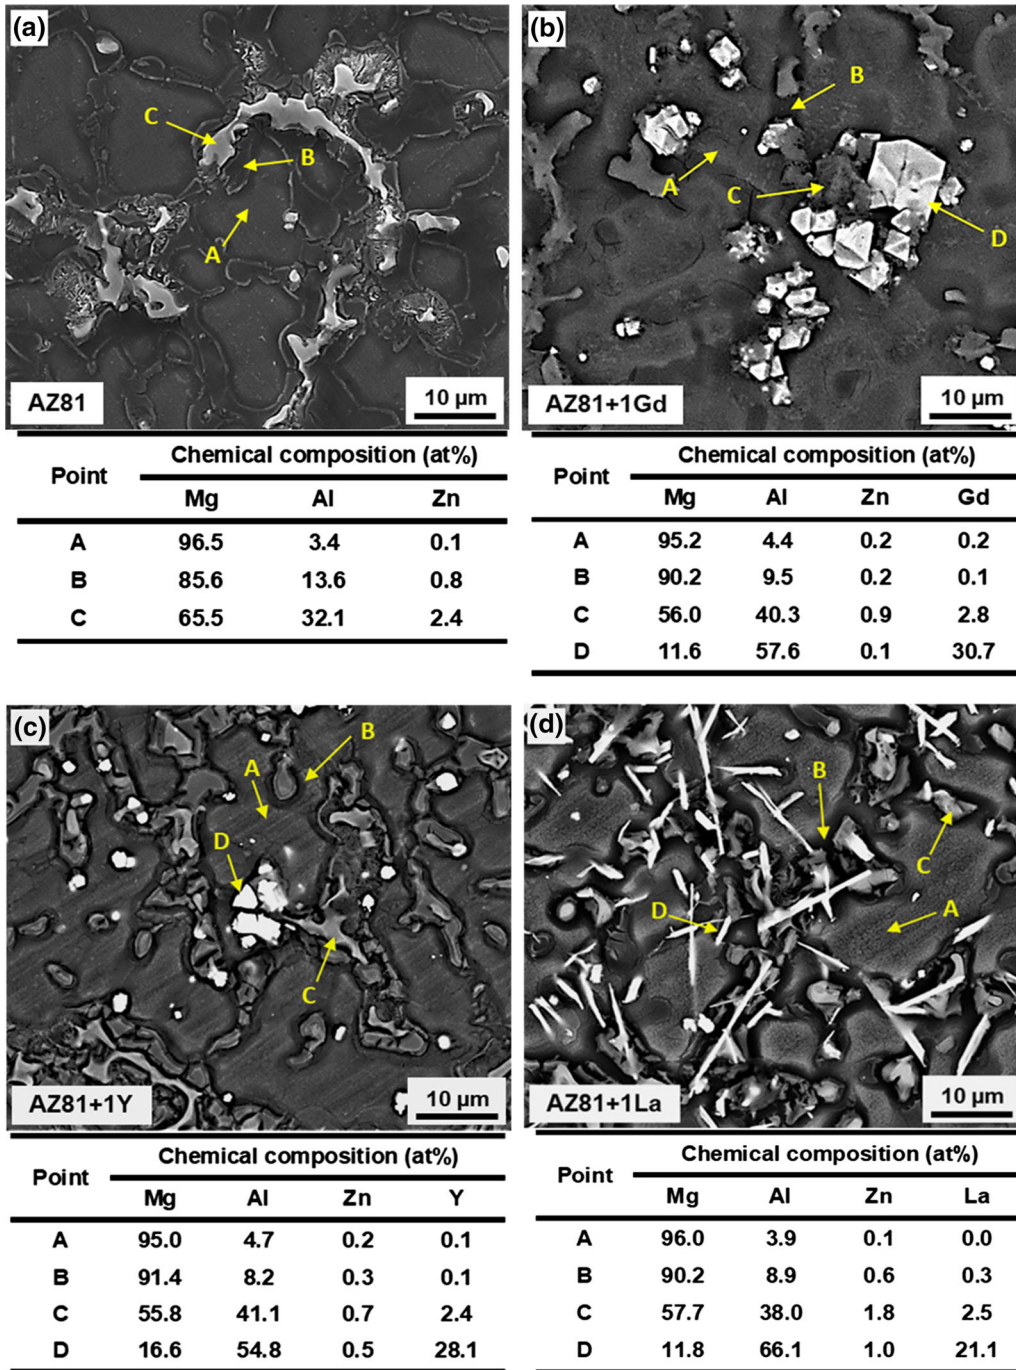 (a)
C
B
A
AZ81
10 µm
Point
Chemical composition (at%)
Mg Al Zn
A 96.5 3.4 0.1
B 85.6 13.6 0.8
C 65.5 32.1 2.4
(b)
B
A
C
D
AZ81+1Gd
10 µm
Point
Chemical composition (at%)
Mg Al Zn Gd
A 95.2 4.4 0.2 0.2
B 90.2 9.5 0.2 0.1
C 56.0 40.3 0.9 2.8
D 11.6 57.6 0.1 30.7
(c)
B
A
D
C
AZ81+1Y
10 µm
Point
Chemical composition (at%)
Mg Al Zn Y
A 95.0 4.7 0.2 0.1
B 91.4 8.2 0.3 0.1
C 55.8 41.1 0.7 2.4
D 16.6 54.8 0.5 28.1
(d)
B
C
D
A
AZ81+1La
10 µm
Point
Chemical composition (at%)
Mg Al Zn La
A 96.0 3.9 0.1 0.0
B 90.2 8.9 0.6 0.3
C 57.7 38.0 1.8 2.5
D 11.8 66.1 1.0 21.1